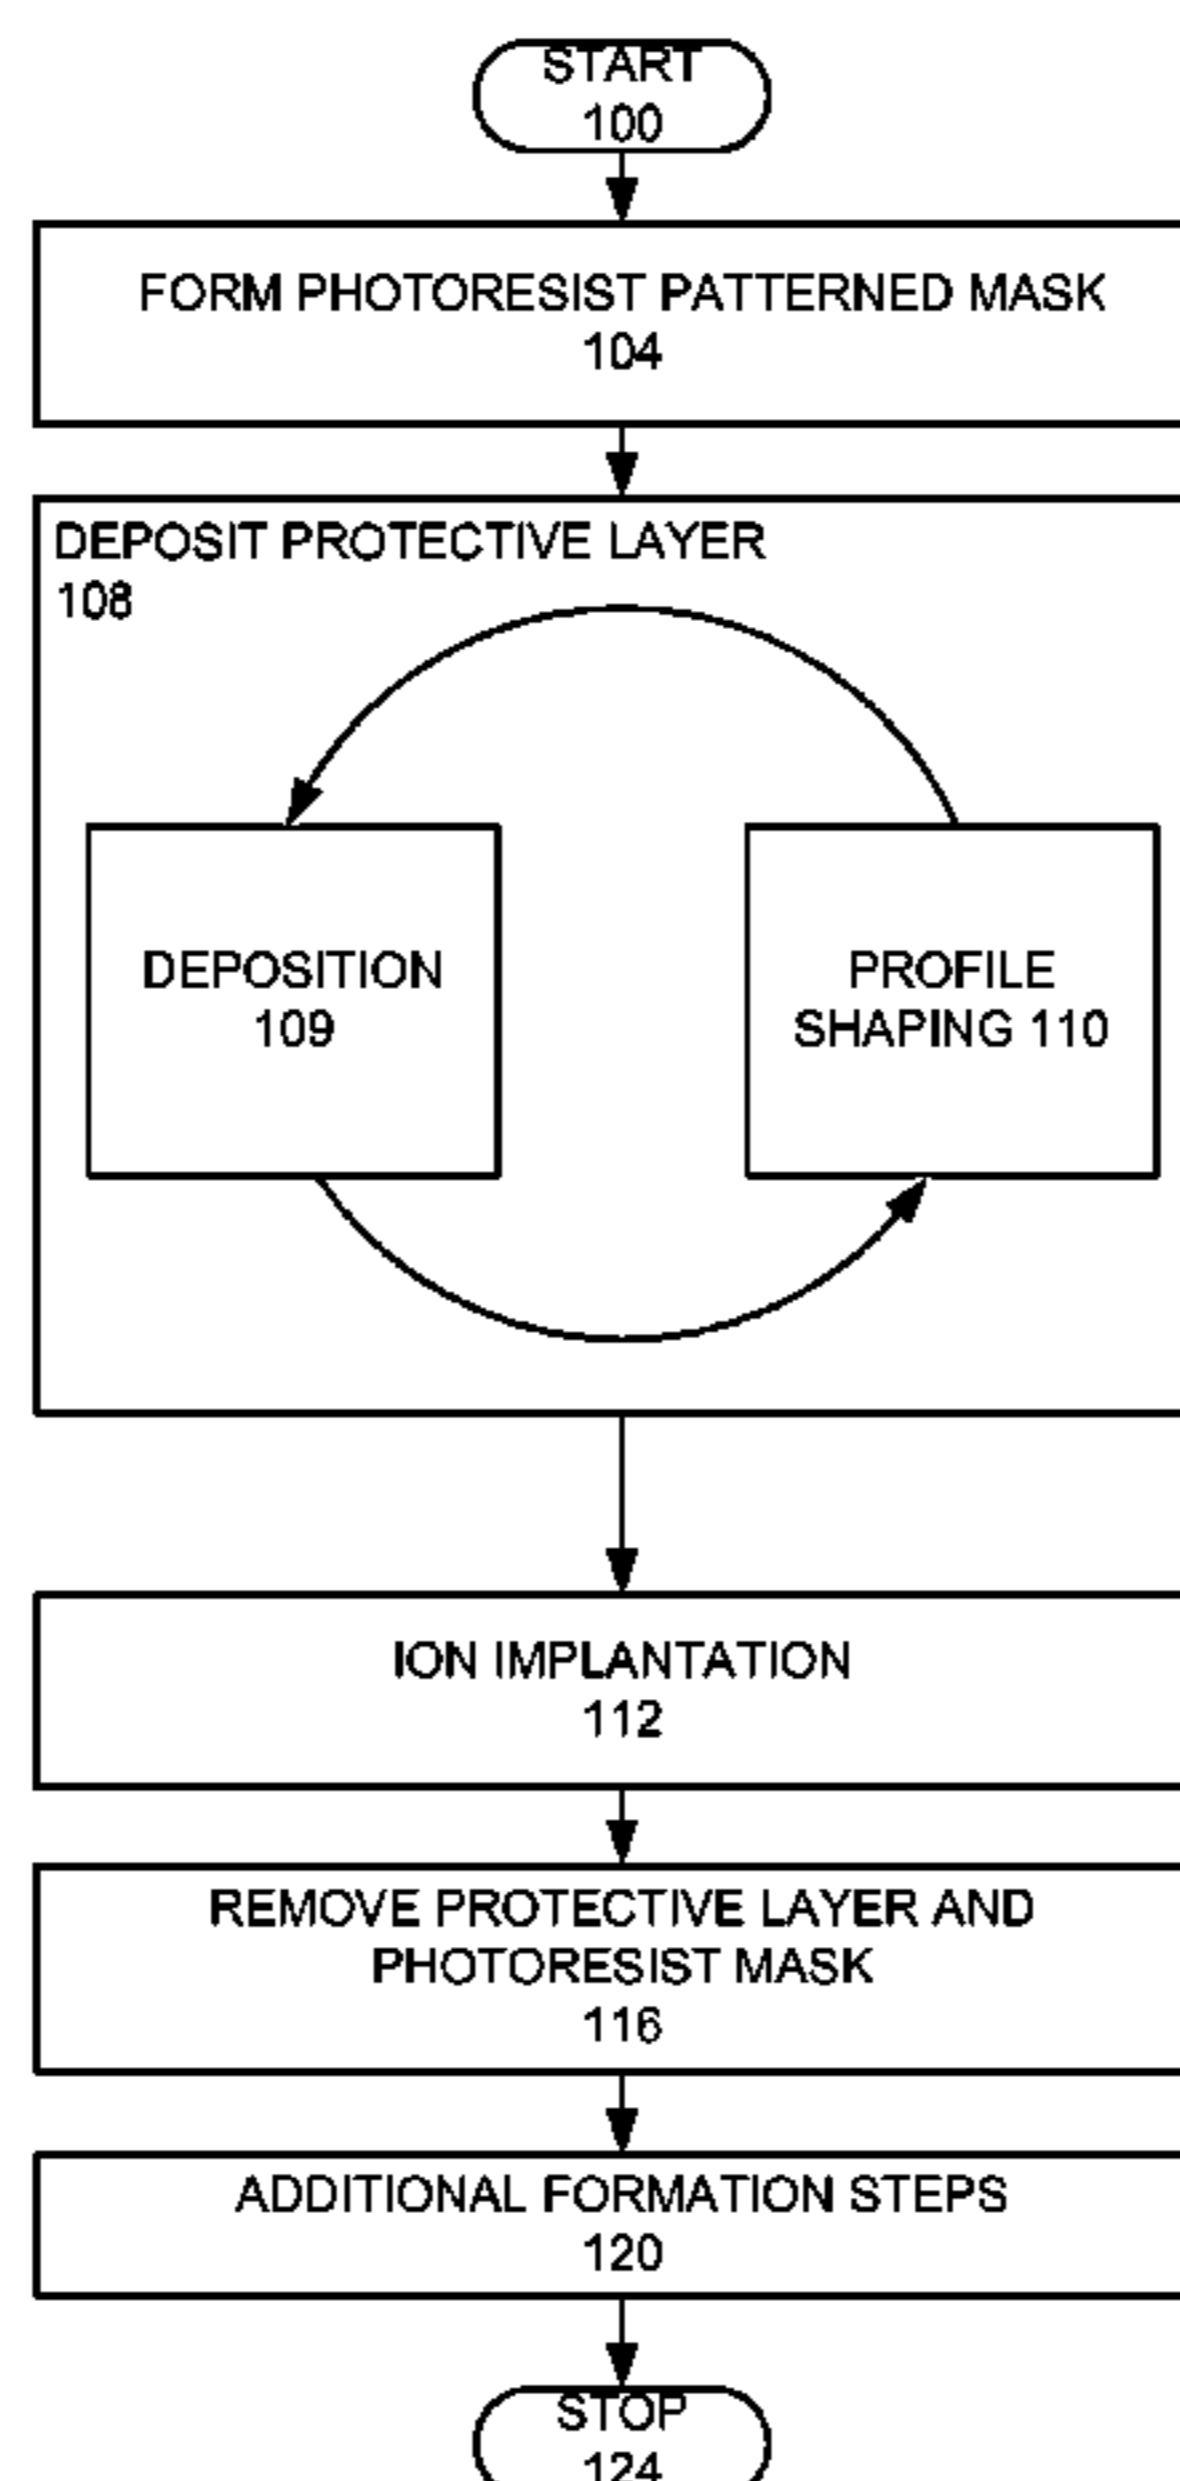 START
100
FORM PHOTORESIST PATTERNED MASK
104
DEPOSIT PROTECTIVE LAYER
108
DEPOSITION
109
PROFILE
SHAPING 110
ION IMPLANTATION
112
REMOVE PROTECTIVE LAYER AND
PHOTORESIST MASK
116
ADDITIONAL FORMATION STEPS
120
STOP
124